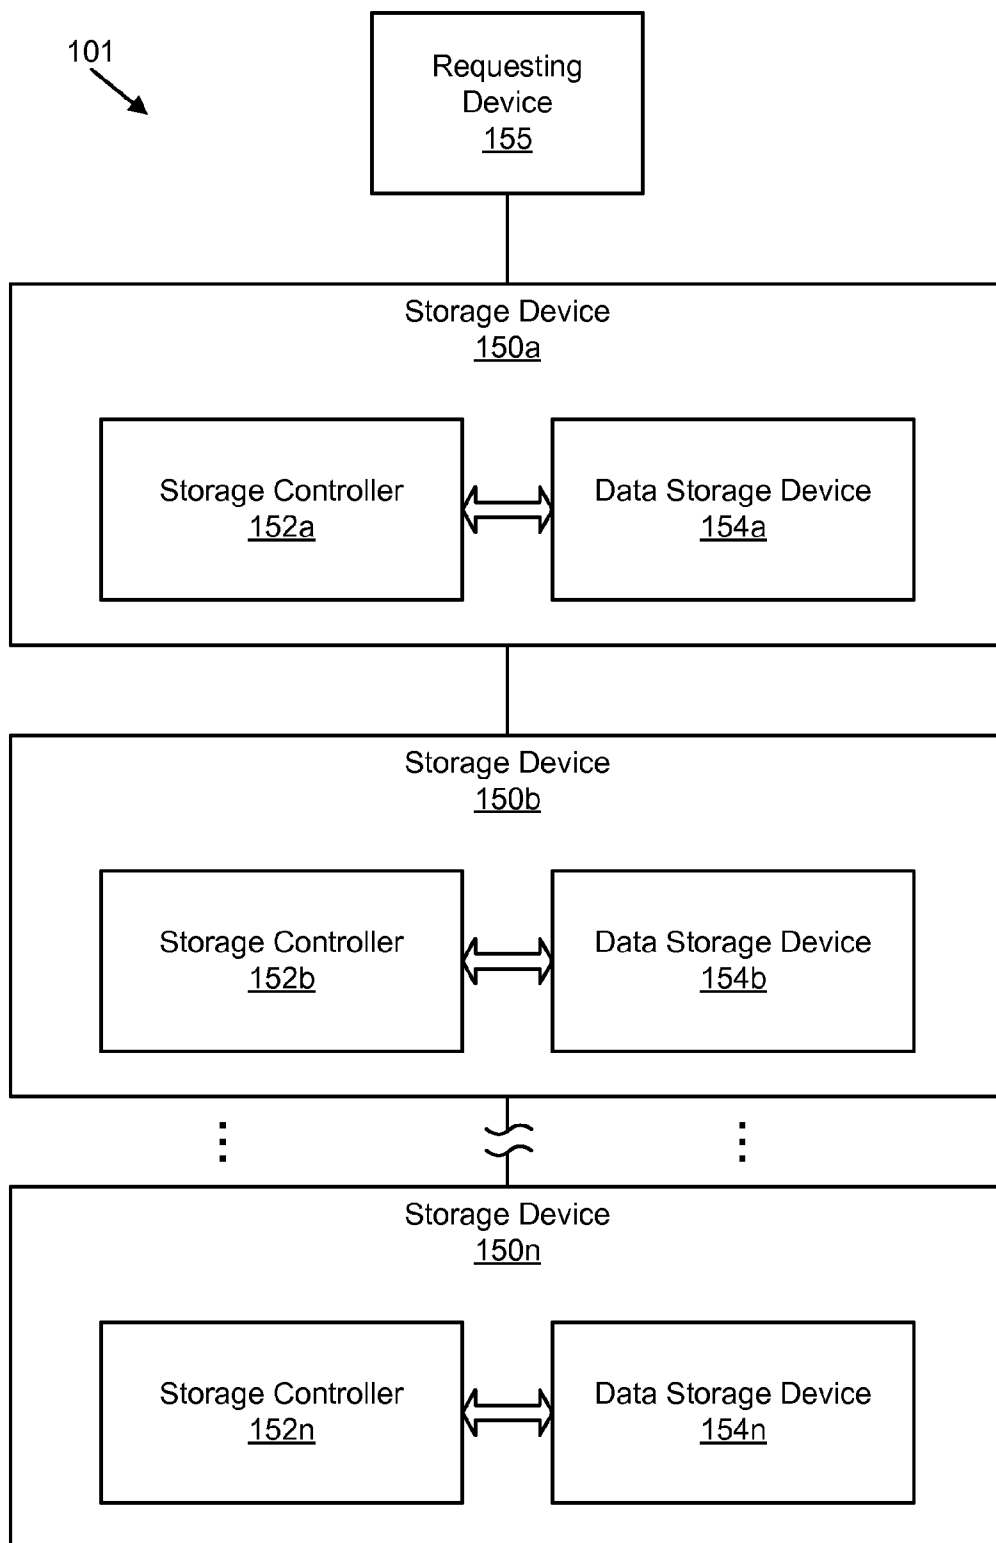 101
Requesting
Device
155
Storage Device
150a
Storage Controller
152a
Data Storage Device
154a
Storage Device
150b
Storage Controller
152b
Data Storage Device
154b
Storage Device
150n
Storage Controller
152n
Data Storage Device
154n